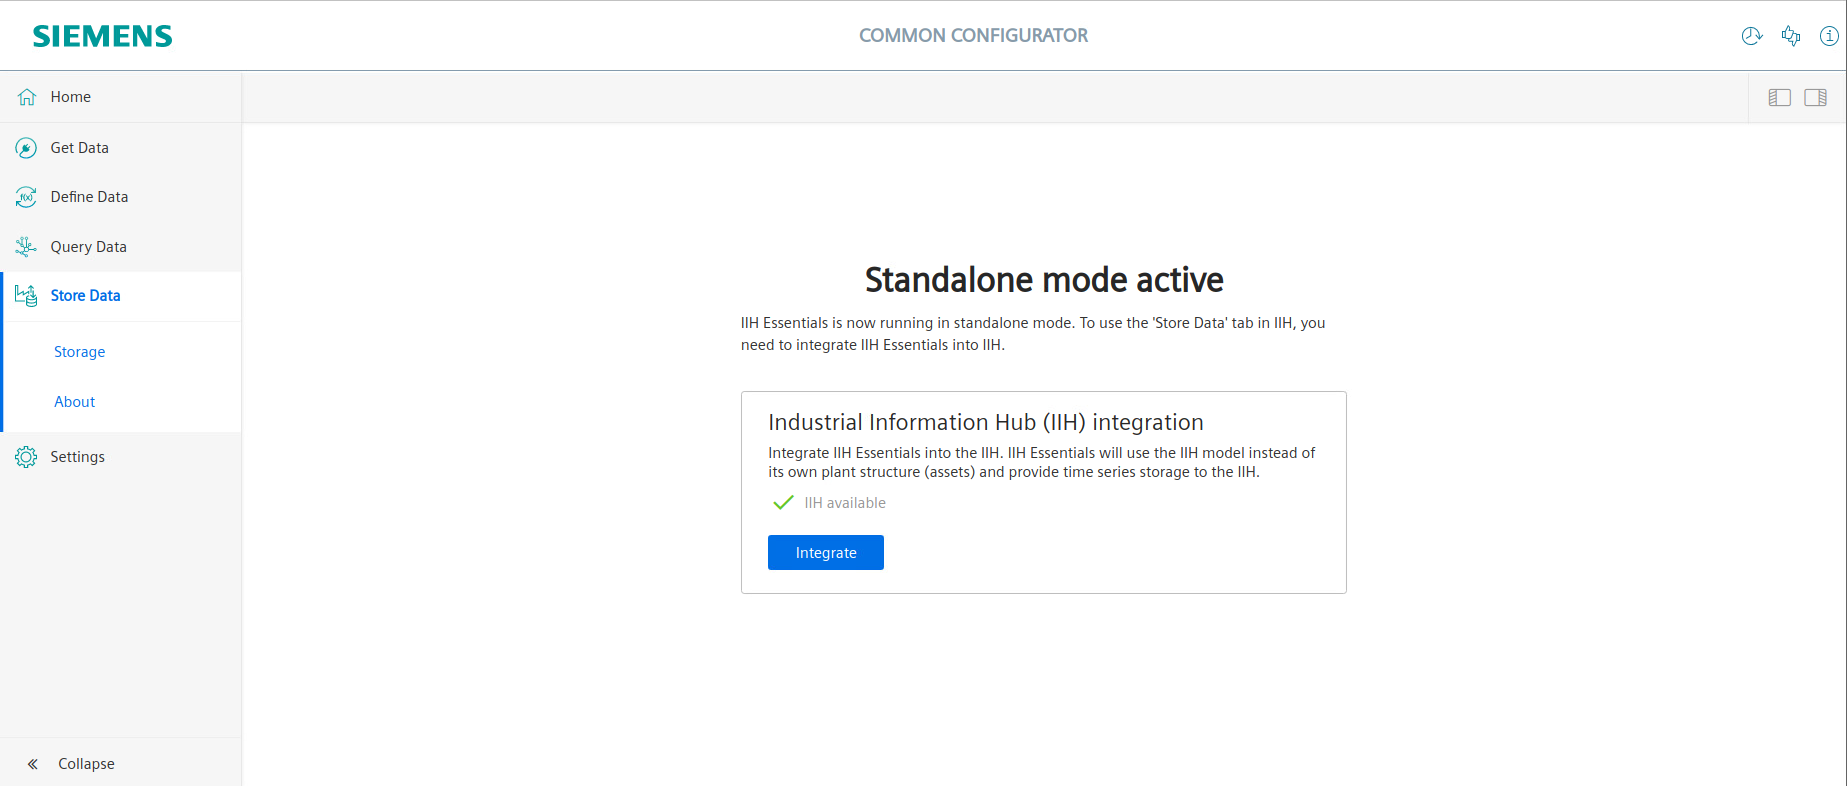 SIEMENS
COMMON CONFIGURATOR
Home
Get Data
Define Data
f(x)
Query Data
Store Data
Storage
About
Settings
Collapse
Standalone mode active
IIH Essentials is now running in standalone mode. To use the 'Store Data' tab in IIH, you
need to integrate IIH Essentials into IIH.
Industrial Information Hub (IIH) integration
Integrate IIH Essentials into the IIH. IIH Essentials will use the IIH model instead of
its own plant structure (assets) and provide time series storage to the IIH.
IIH available
Integrate